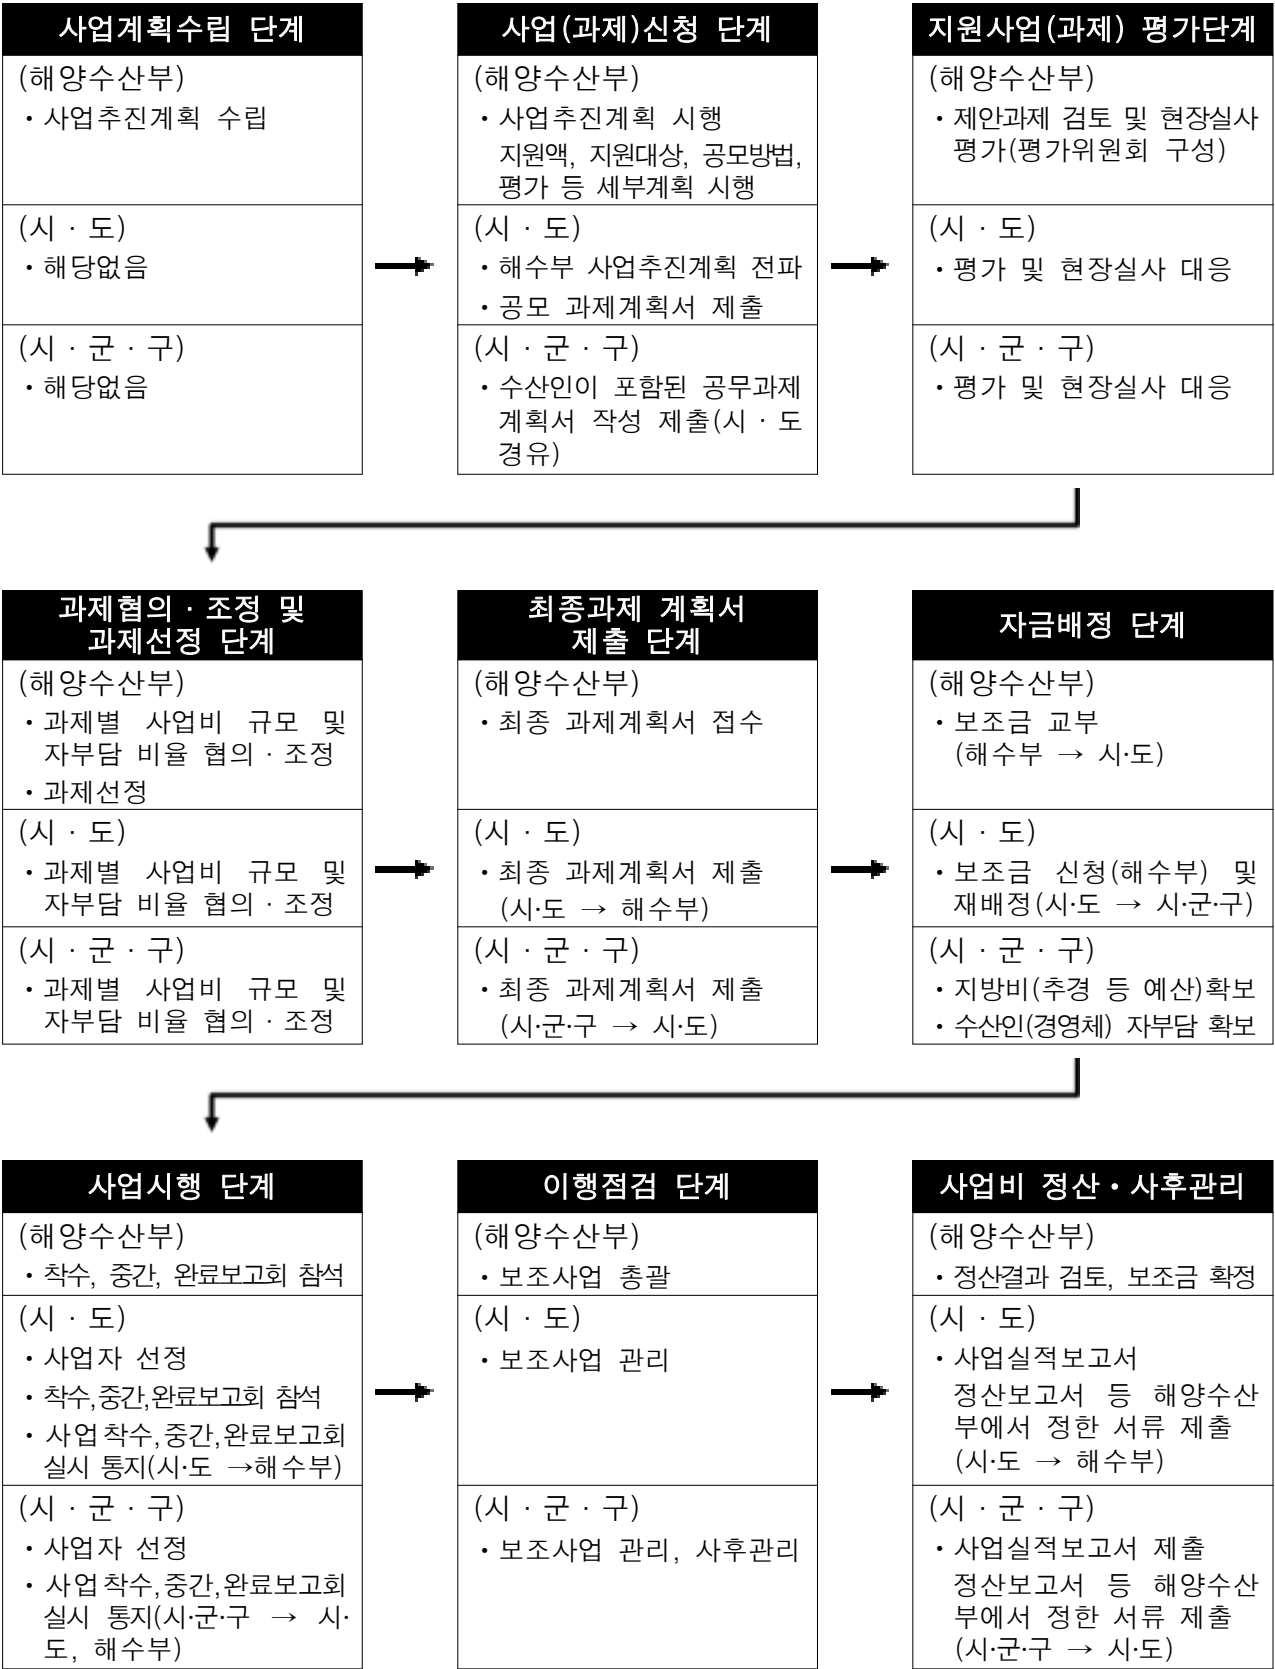 사업계획수립 단계
(해양수산부)
・사업추진계획 수립
(시 · 도)
・해당없음
(시 · 군 · 구)
・해당없음
사업(과제)신청 단계
(해양수산부)
・사업추진계획 시행
지원액, 지원대상, 공모방법,
평가 등 세부계획 시행
(시 · 도)
・해수부 사업추진계획 전파
・공모 과제계획서 제출
(시 · 군 · 구)
・수산인이 포함된 공무과제
계획서 작성 제출(시 · 도
경유)
지원사업(과제) 평가단계
(해양수산부)
・제안과제 검토 및 현장실사
평가(평가위원회 구성)
(시 · 도)
・평가 및 현장실사 대응
(시 · 군 · 구)
・평가 및 현장실사 대응
과제협의 · 조정 및
과제선정 단계
(해양수산부)
・과제별 사업비 규모 및
자부담 비율 협의 · 조정
・과제선정
(시 · 도)
・과제별 사업비 규모 및
자부담 비율 협의 · 조정
(시 · 군 · 구)
・과제별 사업비 규모 및
자부담 비율 협의 · 조정
최종과제 계획서
제출 단계
(해양수산부)
・최종 과제계획서 접수
(시 · 도)
・최종 과제계획서 제출
(시·도 → 해수부)
(시 · 군 · 구)
・최종 과제계획서 제출
(시·군·구 → 시·도)
자금배정 단계
(해양수산부)
・보조금 교부
(해수부 → 시·도)
(시 · 도)
・보조금 신청(해수부) 및
재배정(시·도 → 시·군·구)
(시 · 군 · 구)
・지방비(추경 등 예산)확보
・수산인(경영체) 자부담 확보
사업시행 단계
(해양수산부)
・착수, 중간, 완료보고회 참석
(시 · 도)
・사업자 선정
・착수,중간,완료보고회 참석
・사업착수,중간,완료보고회
실시 통지(시·도 →해수부)
(시 · 군 · 구)
・사업자 선정
・사업착수,중간,완료보고회
실시 통지(시·군·구 → 시·
도, 해수부)
이행점검 단계
(해양수산부)
・보조사업 총괄
(시 · 도)
・보조사업 관리
(시 · 군 · 구)
・보조사업 관리, 사후관리
사업비 정산・사후관리
(해양수산부)
・정산결과 검토, 보조금 확정
(시 · 도)
・사업실적보고서
정산보고서 등 해양수산
부에서 정한 서류 제출
(시·도 → 해수부)
(시 · 군 · 구)
・사업실적보고서 제출
정산보고서 등 해양수산
부에서 정한 서류 제출
(시·군·구 → 시·도)